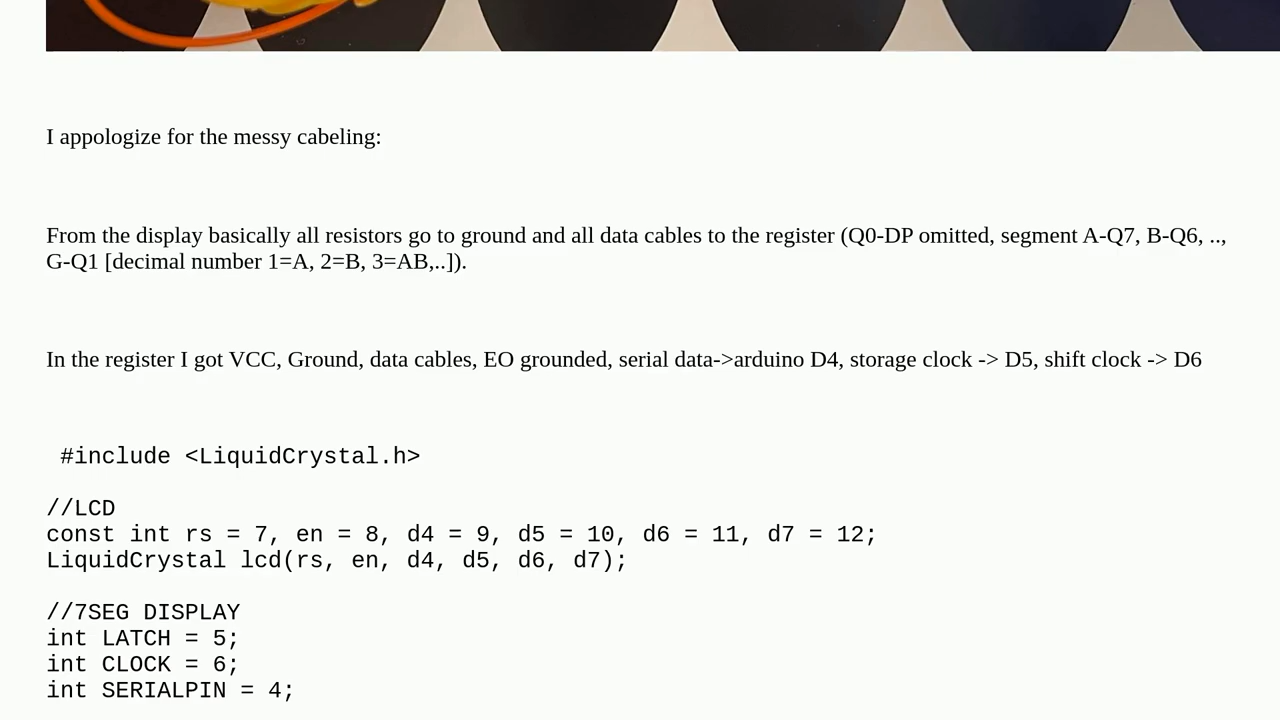 I appologize for the messy cabeling:
From the display basically all resistors go to ground and all data cables to the register (Q0-DP omitted, segment A-Q7, B-Q6, ..,
G-Q1 [decimal number 1=A, 2=B, 3=AB,..]).
In the register I got VCC, Ground, data cables, EO grounded, serial data->arduino D4, storage clock -> D5, shift clock -> D6
#include <LiquidCrystal.h>
//LCD
const int rs = 7, en = 8, d4 = 9, d5 = 10, d6 = 11, d7 = 12;
LiquidCrystal lcd(rs, en, d4, d5, d6, d7);
//7SEG DISPLAY
int LATCH = 5;
int CLOCK = 6;
int SERIALPIN = 4;